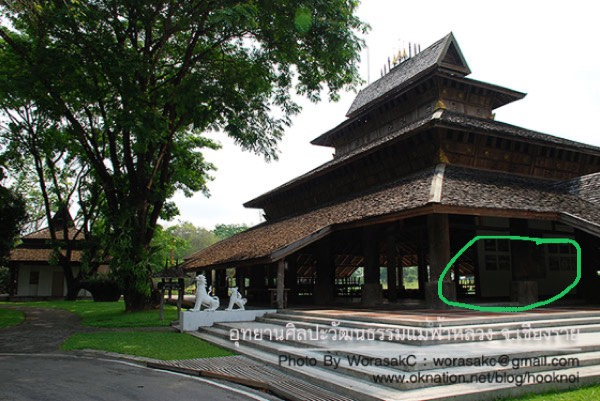 อุทยานศิลปะวัฒนธรรมแม่ฟ้าหลวง จ.เชียงราย
Photo By WorasakC : worasakc@gmail.com
www.oknation.net/blog/hooknoi